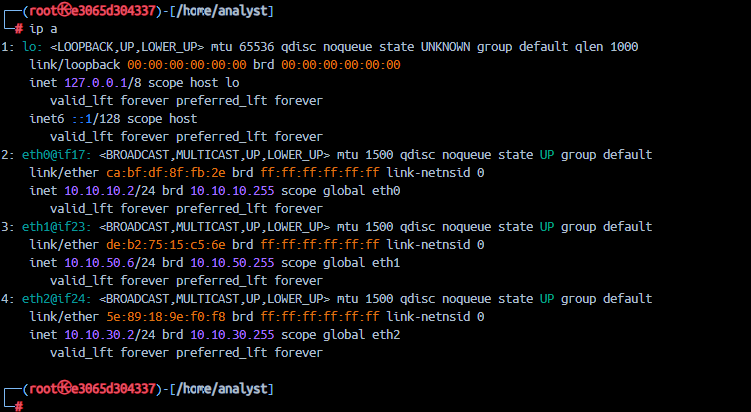 ┌──(root㉿e3065d304337)-[/home/analyst]
└─# ip a
1: lo: <LOOPBACK,UP,LOWER_UP> mtu 65536 qdisc noqueue state UNKNOWN group default qlen 1000
    link/loopback 00:00:00:00:00:00 brd 00:00:00:00:00:00
    inet 127.0.0.1/8 scope host lo
       valid_lft forever preferred_lft forever
    inet6 ::1/128 scope host
       valid_lft forever preferred_lft forever
2: eth0@if17: <BROADCAST,MULTICAST,UP,LOWER_UP> mtu 1500 qdisc noqueue state UP group default
    link/ether ca:bf:df:8f:fb:2e brd ff:ff:ff:ff:ff:ff link-netnsid 0
    inet 10.10.10.2/24 brd 10.10.10.255 scope global eth0
       valid_lft forever preferred_lft forever
3: eth1@if23: <BROADCAST,MULTICAST,UP,LOWER_UP> mtu 1500 qdisc noqueue state UP group default
    link/ether de:b2:75:15:c5:6e brd ff:ff:ff:ff:ff:ff link-netnsid 0
    inet 10.10.50.6/24 brd 10.10.50.255 scope global eth1
       valid_lft forever preferred_lft forever
4: eth2@if24: <BROADCAST,MULTICAST,UP,LOWER_UP> mtu 1500 qdisc noqueue state UP group default
    link/ether 5e:89:18:9e:f0:f8 brd ff:ff:ff:ff:ff:ff link-netnsid 0
    inet 10.10.30.2/24 brd 10.10.30.255 scope global eth2
       valid_lft forever preferred_lft forever
┌──(root㉿e3065d304337)-[/home/analyst]
└─#